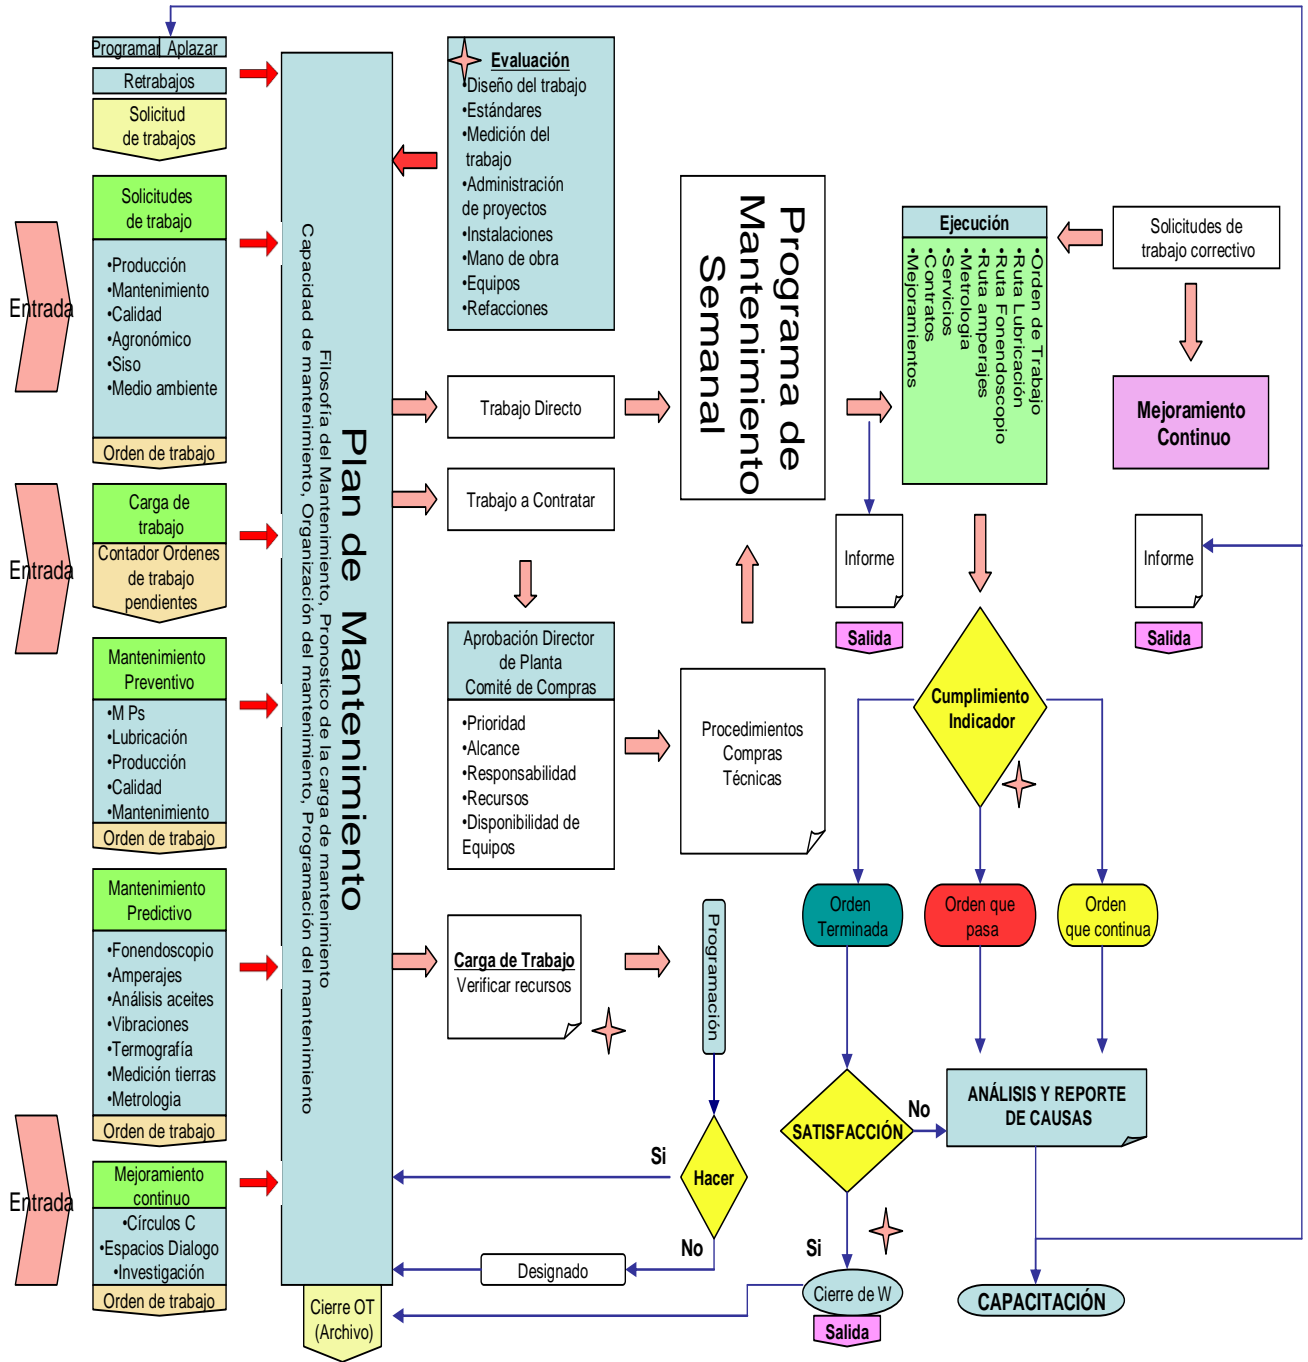 Programar
Aplazar
Retrabajos
Solicitud
de trabajos
Entrada
Solicitudes
de trabajo
•Producción
•Mantenimiento
•Calidad
•Agronómico
•Siso
•Medio ambiente
Orden de trabajo
Entrada
Carga de
trabajo
Contador Ordenes
de trabajo
pendientes
Mantenimiento
Preventivo
•M Ps
•Lubricación
•Producción
•Calidad
•Mantenimiento
Orden de trabajo
Mantenimiento
Predictivo
•Fonendoscopio
•Amperajes
•Análisis aceites
•Vibraciones
•Termografía
•Medición tierras
•Metrologia
Orden de trabajo
Entrada
Mejoramiento
continuo
•Círculos C
•Espacios Dialogo
•Investigación
Orden de trabajo
Plan de Mantenimiento
Filosofía del Mantenimiento, Pronostico de la carga de mantenimiento
Capacidad de mantenimiento, Organización del mantenimiento, Programación del mantenimiento
Cierre OT
(Archivo)
Evaluación
•Diseño del trabajo
•Estándares
•Medición del
trabajo
•Administración
de proyectos
•Instalaciones
•Mano de obra
•Equipos
•Refacciones
Trabajo Directo
Trabajo a Contratar
Aprobación Director
de Planta
Comité de Compras
•Prioridad
•Alcance
•Responsabilidad
•Recursos
•Disponibilidad de
Equipos
Carga de Trabajo
Verificar recursos
Programa de
Mantenimiento
Semanal
Procedimientos
Compras
Técnicas
Programación
Hacer
Si
No
Designado
Ejecución
•Orden de Trabajo
•Ruta Lubricación
•Ruta Fonendoscopio
•Ruta amperajes
•Metrologia
•Servicios
•Contratos
•Mejoramientos
Solicitudes de
trabajo correctivo
Mejoramiento
Continuo
Informe
Salida
Informe
Salida
Cumplimiento
Indicador
Orden
Terminada
Orden que
pasa
Orden
que continua
SATISFACCIÓN
No
Si
ANÁLISIS Y REPORTE
DE CAUSAS
Cierre de W
Salida
CAPACITACIÓN